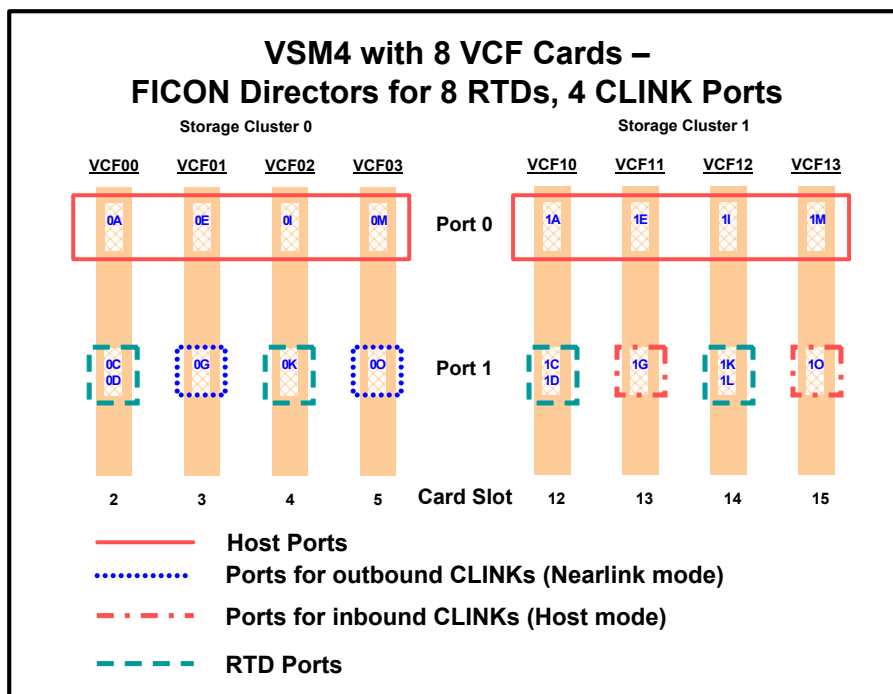 VSM4 with 8 VCF Cards –
FICON Directors for 8 RTDs, 4 CLINK Ports
Storage Cluster 0 Storage Cluster 1
VCF00 VCF01 VCF02 VCF03 VCF10 VCF11 VCF12 VCF13
0A 0E 0I 0M Port 0 1A 1E 1I 1M
0C 0G 0K 0O Port 1 1C 1G 1K 1O
0D 1D 1L
2 3 4 5 Card Slot 12 13 14 15
Host Ports
Ports for outbound CLINKs (Nearlink mode)
Ports for inbound CLINKs (Host mode)
RTD Ports